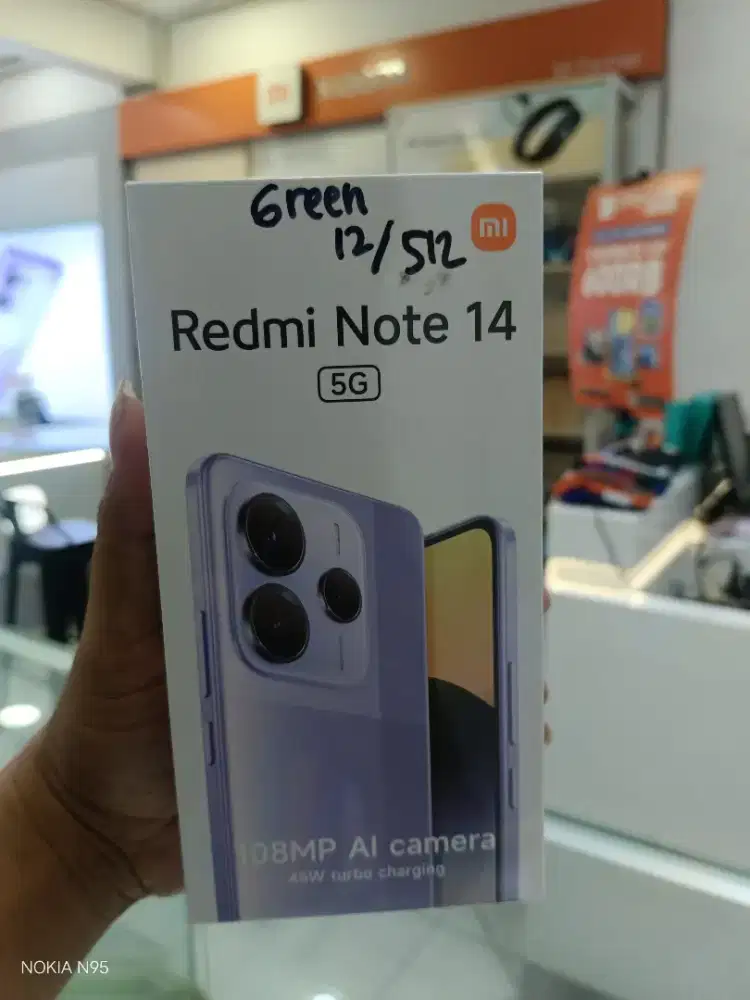 Green
12/512
mi
Redmi Note 14
5G
108MP AI camera
45W turbo charging
NOKIA N95